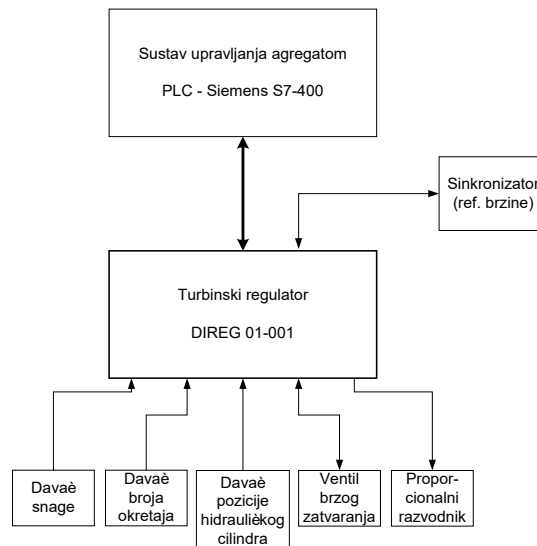 Sustav upravljanja agregatom
PLC - Siemens S7-400
Sinkronizator
(ref. brzine)
Turbinski regulator
DIREG 01-001
Davaè
snage
Davaè
broja
okretaja
Davaè
pozicije
hidraulièkog
cilindra
Ventil
brzog
zatvaranja
Propor-
cionalni
razvodnik